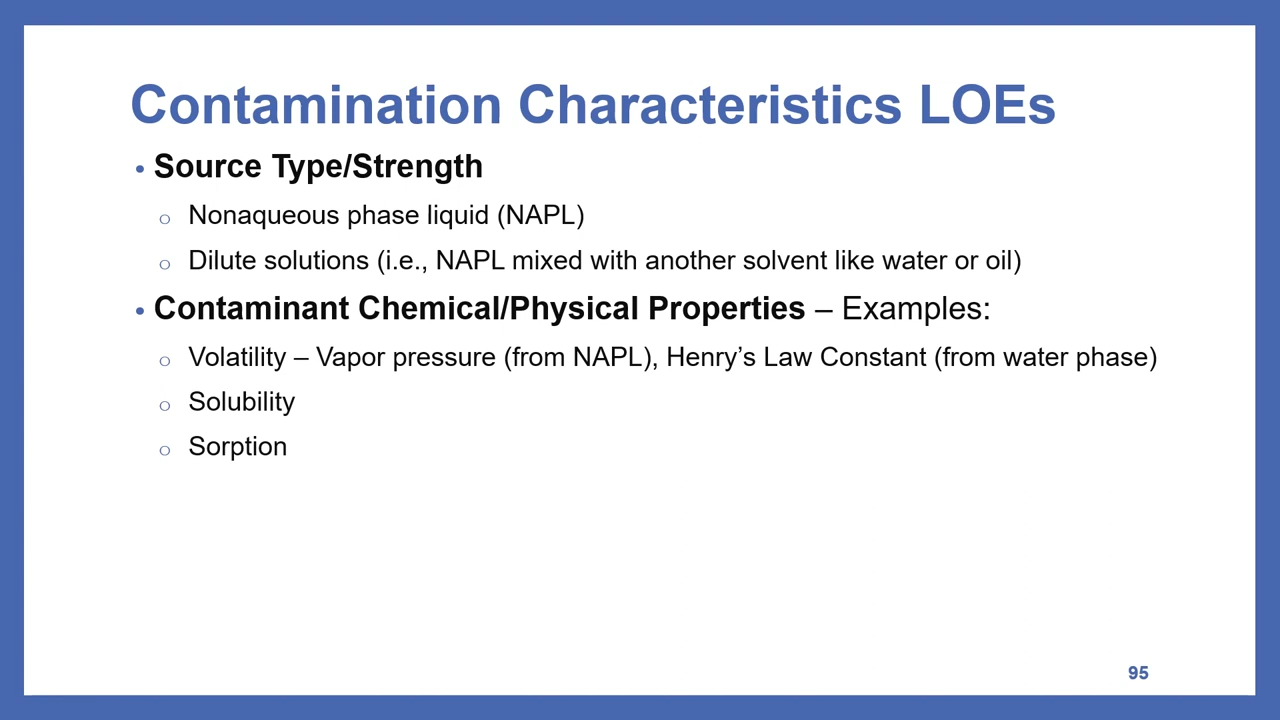 Contamination Characteristics LOEs
• Source Type/Strength
o Nonaqueous phase liquid (NAPL)
o Dilute solutions (i.e., NAPL mixed with another solvent like water or oil)
• Contaminant Chemical/Physical Properties – Examples:
o Volatility – Vapor pressure (from NAPL), Henry’s Law Constant (from water phase)
o Solubility
o Sorption
95